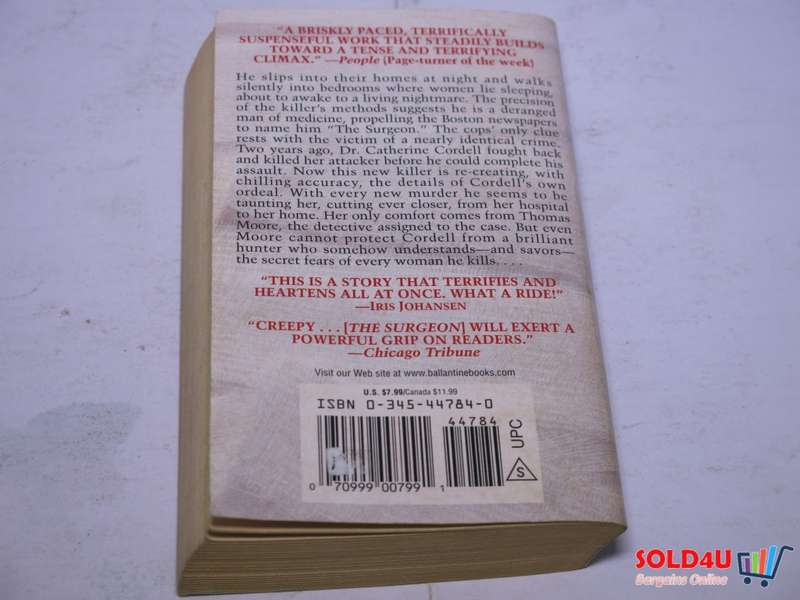 "A BRISKLY PACED, TERRIFICALLY
SUSPENSEFUL WORK THAT STEADILY BUILDS
TOWARD A TENSE AND TERRIFYING
CLIMAX." —People (Page-turner of the week)
He slips into their homes at night and walks
silently into bedrooms where women lie sleeping,
about to awake to a living nightmare. The precision
of the killer's methods suggests he is a deranged
man of medicine, propelling the Boston newspapers
to name him "The Surgeon." The cops' only clue
rests with the victim of a nearly identical crime.
Two years ago, Dr. Catherine Cordell fought back
and killed her attacker before he could complete his
assault. Now this new killer is re-creating, with
chilling accuracy, the details of Cordell's own
ordeal. With every new murder he seems to be
taunting her, cutting ever closer, from her hospital
to her home. Her only comfort comes from Thomas
Moore, the detective assigned to the case. But even
Moore cannot protect Cordell from a brilliant
hunter who somehow understands—and savors—
the secret fears of every woman he kills. . . .
"THIS IS A STORY THAT TERRIFIES AND
HEARTENS ALL AT ONCE. WHAT A RIDE!"
—IRIS JOHANSEN
"CREEPY . . . [THE SURGEON] WILL EXERT A
POWERFUL GRIP ON READERS."
—Chicago Tribune
Visit our Web site at www.ballantinebooks.com
U.S. $7.99/Canada $11.99
ISBN 0-345-44784-0
44784
0 70999 00799 1
UPC
S
SOLD4U
Bargains Online